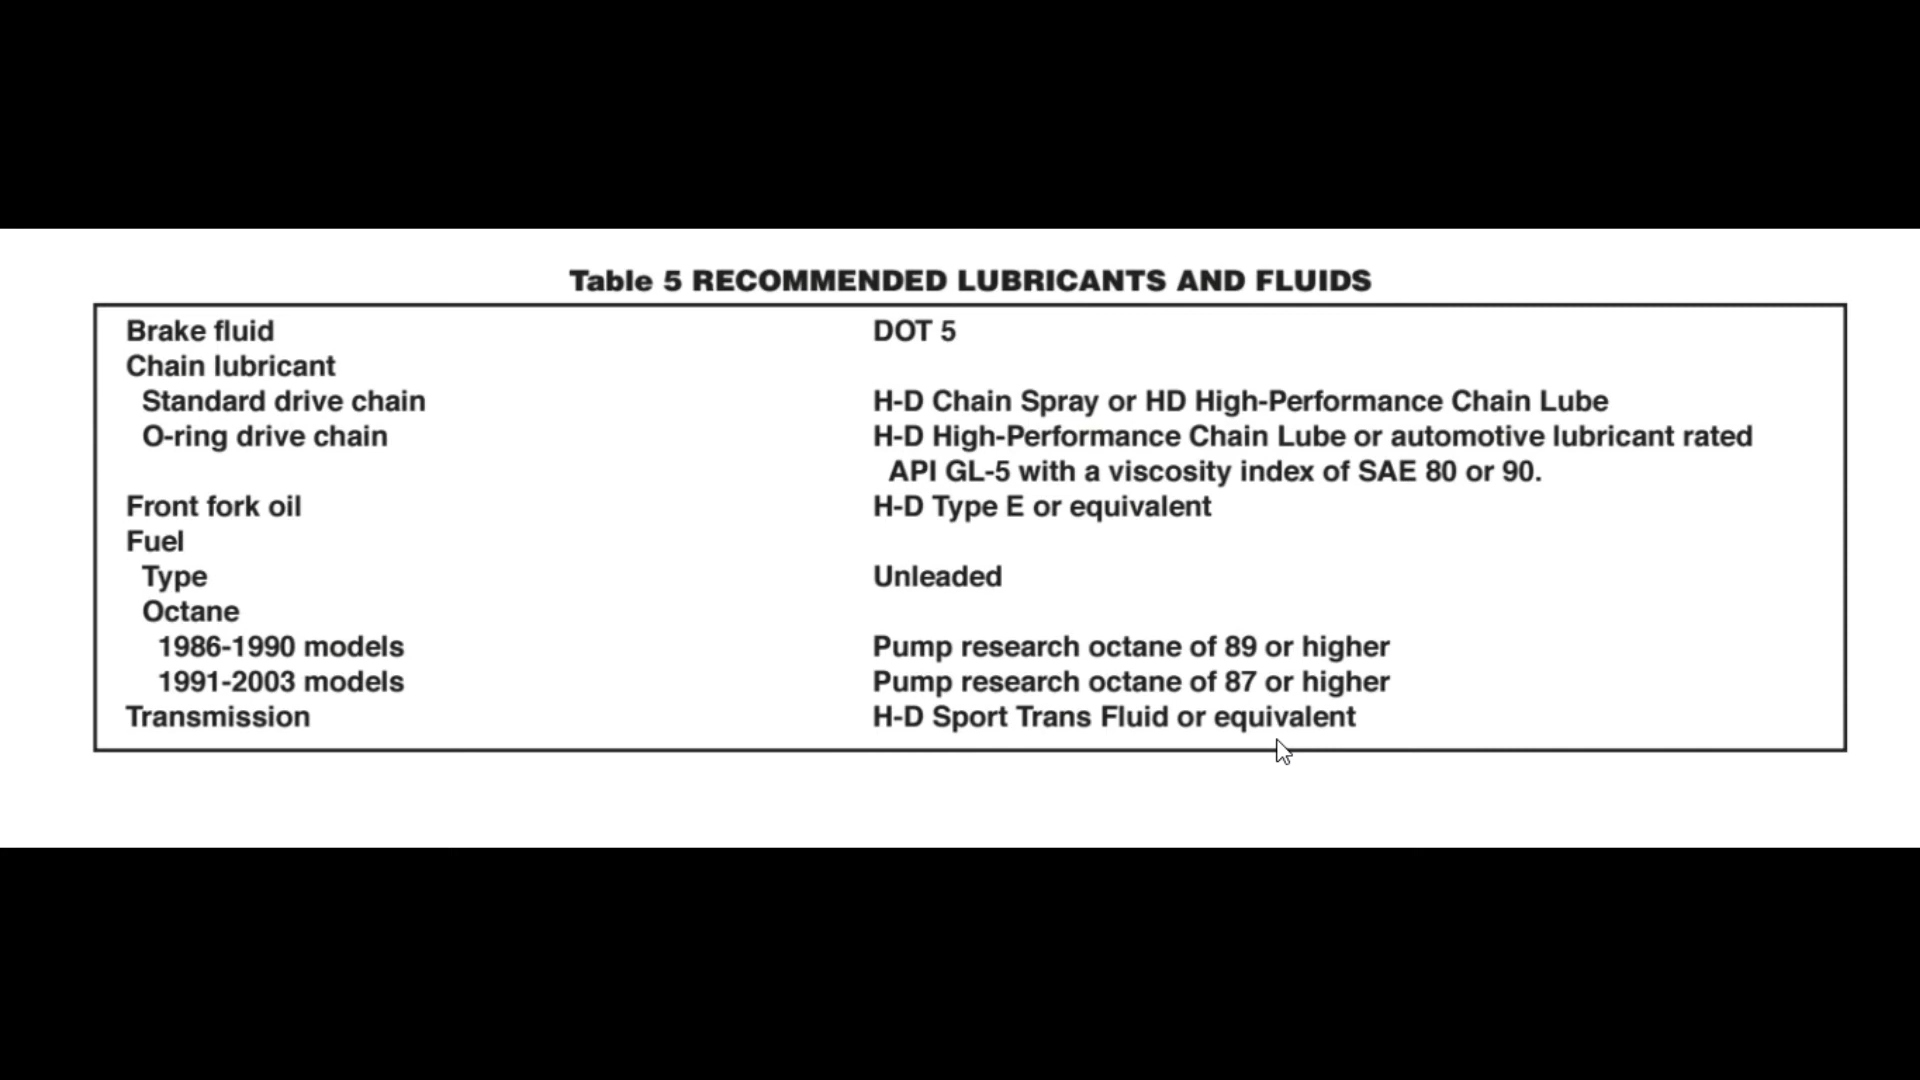 Table 5 RECOMMENDED LUBRICANTS AND FLUIDS
Brake fluid DOT 5
Chain lubricant
Standard drive chain H-D Chain Spray or HD High-Performance Chain Lube
O-ring drive chain H-D High-Performance Chain Lube or automotive lubricant rated
API GL-5 with a viscosity index of SAE 80 or 90.
Front fork oil H-D Type E or equivalent
Fuel
Type Unleaded
Octane
1986-1990 models Pump research octane of 89 or higher
1991-2003 models Pump research octane of 87 or higher
Transmission H-D Sport Trans Fluid or equivalent